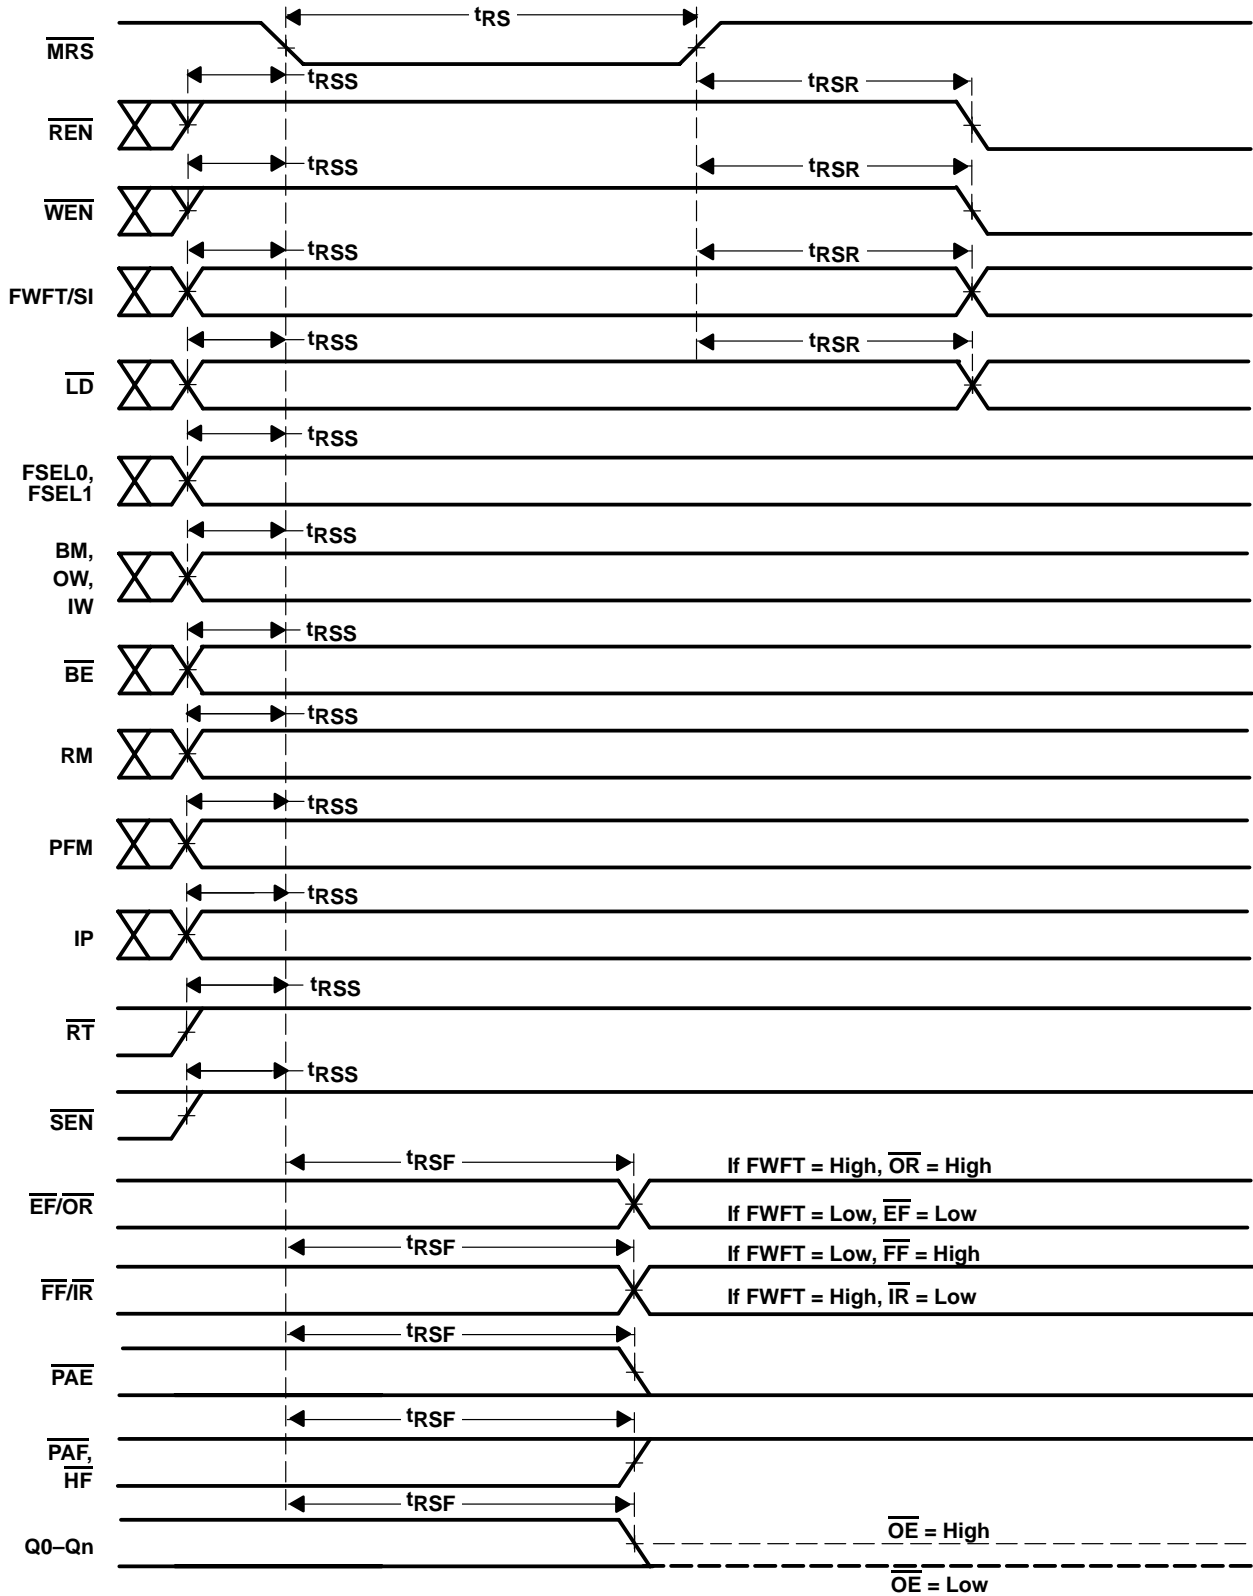 tRS
MRS
tRSS
tRSR
REN
tRSS
tRSR
WEN
tRSS
tRSR
FWFT/SI
tRSS
tRSR
LD
tRSS
FSEL0,
FSEL1
tRSS
BM,
OW,
IW
tRSS
BE
tRSS
RM
tRSS
PFM
tRSS
IP
tRSS
RT
tRSS
SEN
tRSF
If FWFT = High, OR = High
EF/OR
If FWFT = Low, EF = Low
tRSF
If FWFT = Low, FF = High
FF/IR
If FWFT = High, IR = Low
tRSF
PAE
tRSF
PAF,
HF
tRSF
OE = High
Q0–Qn
OE = Low